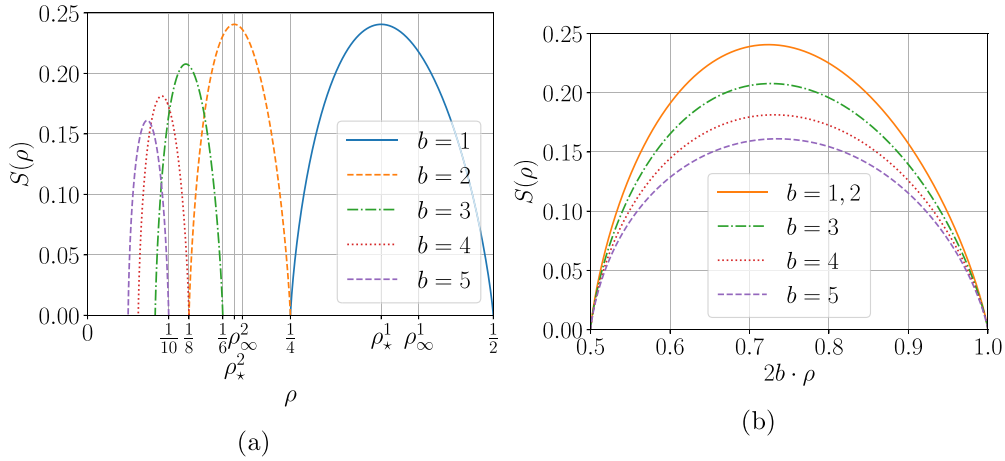 0.25
0.20
0.15
0.10
0.05
0.00
S(ρ)
b = 1
b = 2
b = 3
b = 4
b = 5
0 1/10 1/8 1/6 ρ∞² 1/4 ρ⋆¹ ρ∞¹ 1/2
ρ⋆²
ρ
(a)
0.25
0.20
0.15
0.10
0.05
0.00
S(ρ)
b = 1, 2
b = 3
b = 4
b = 5
0.5 0.6 0.7 0.8 0.9 1.0
2b · ρ
(b)